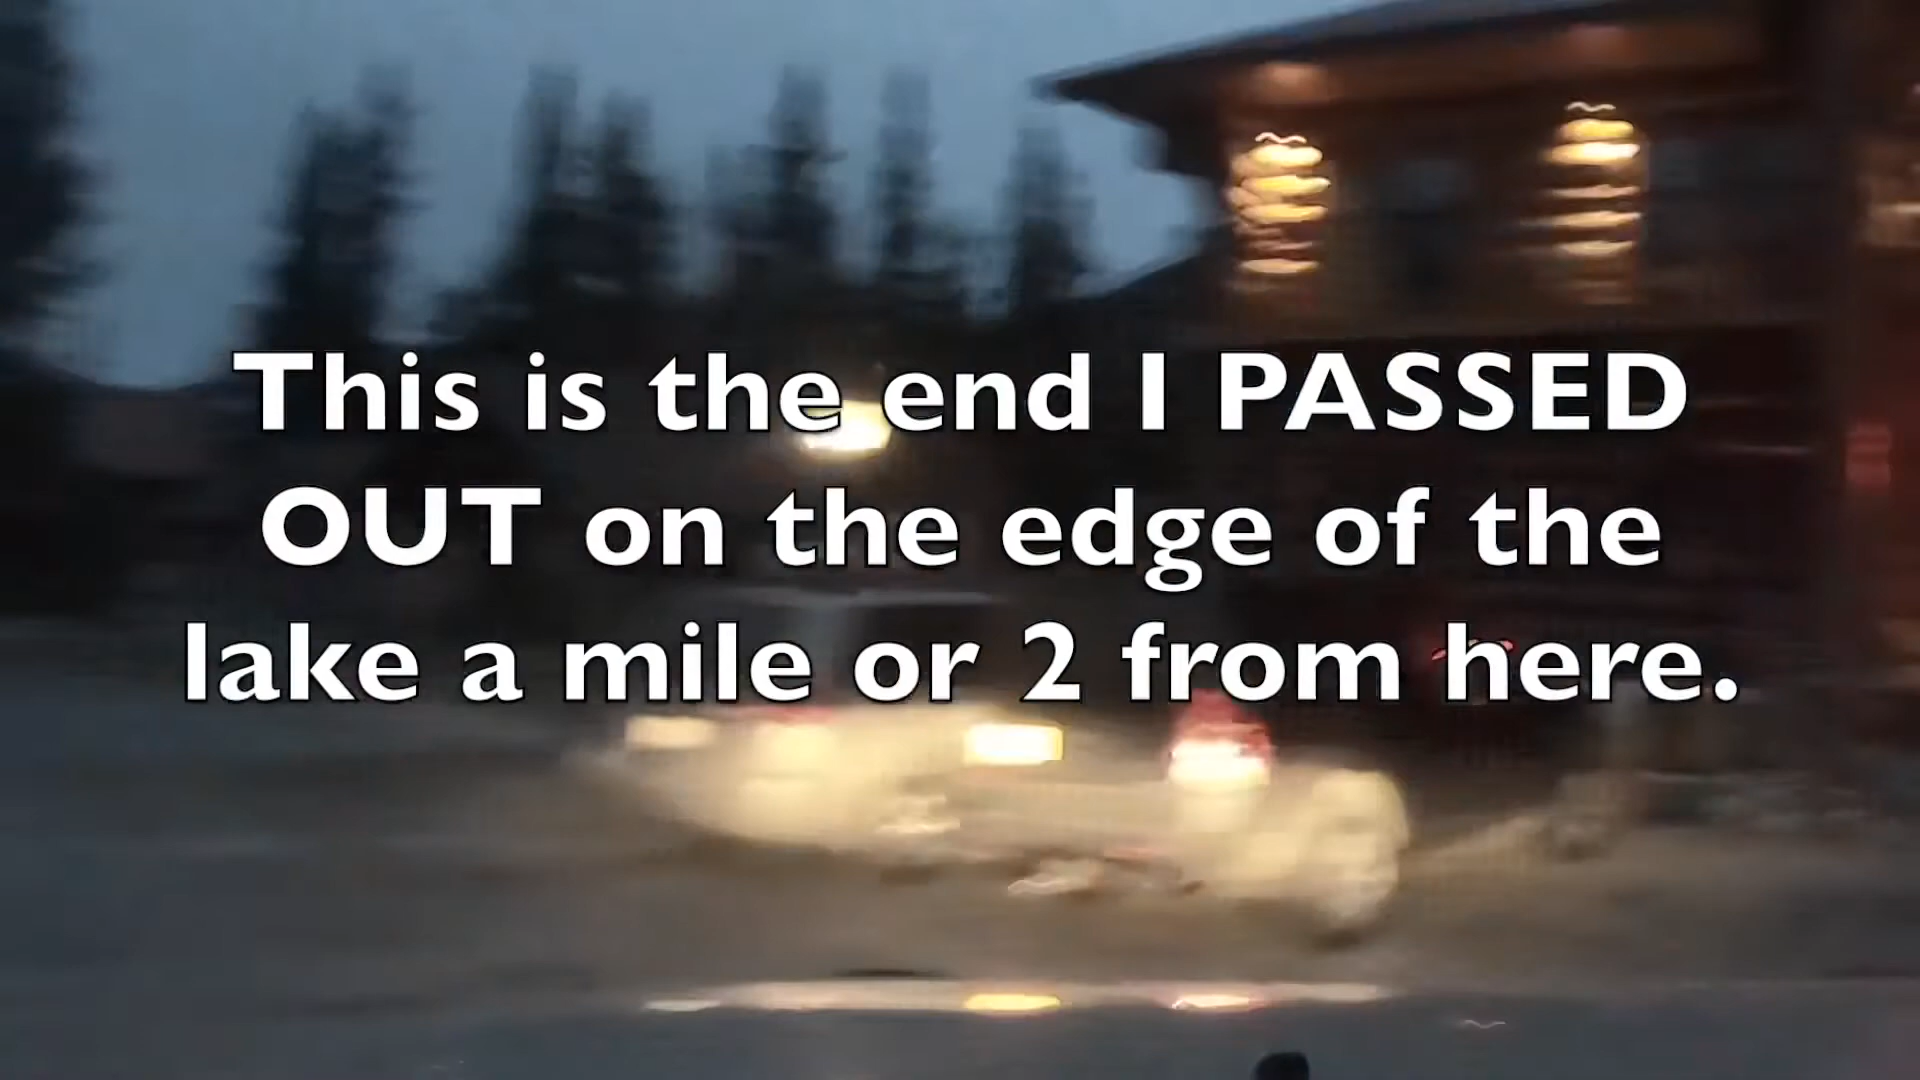 This is the end I PASSED
OUT on the edge of the
lake a mile or 2 from here.